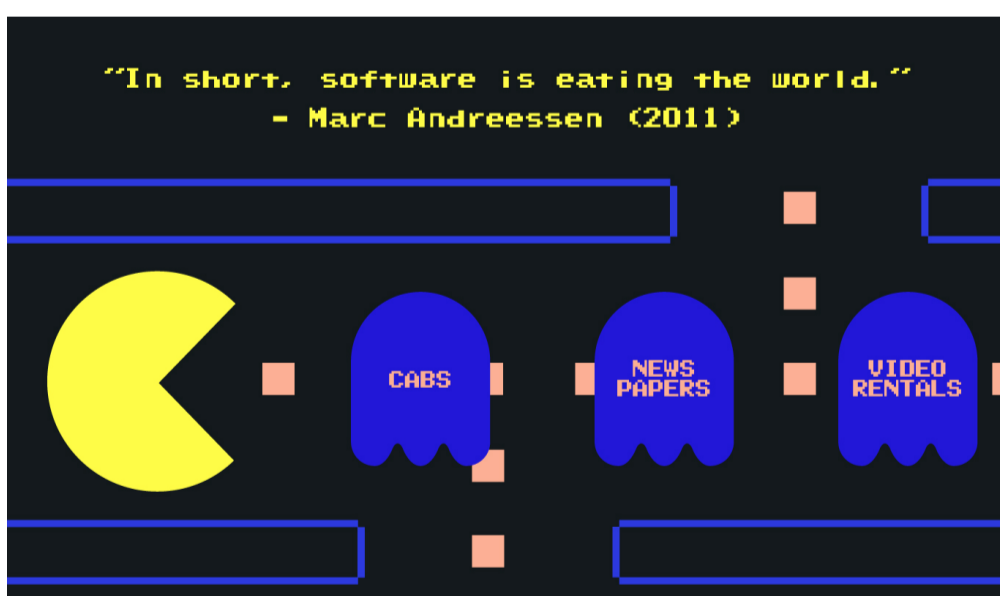 “In short, software is eating the world.”
- Marc Andreessen (2011)
CABS
NEWS
PAPERS
VIDEO
RENTALS